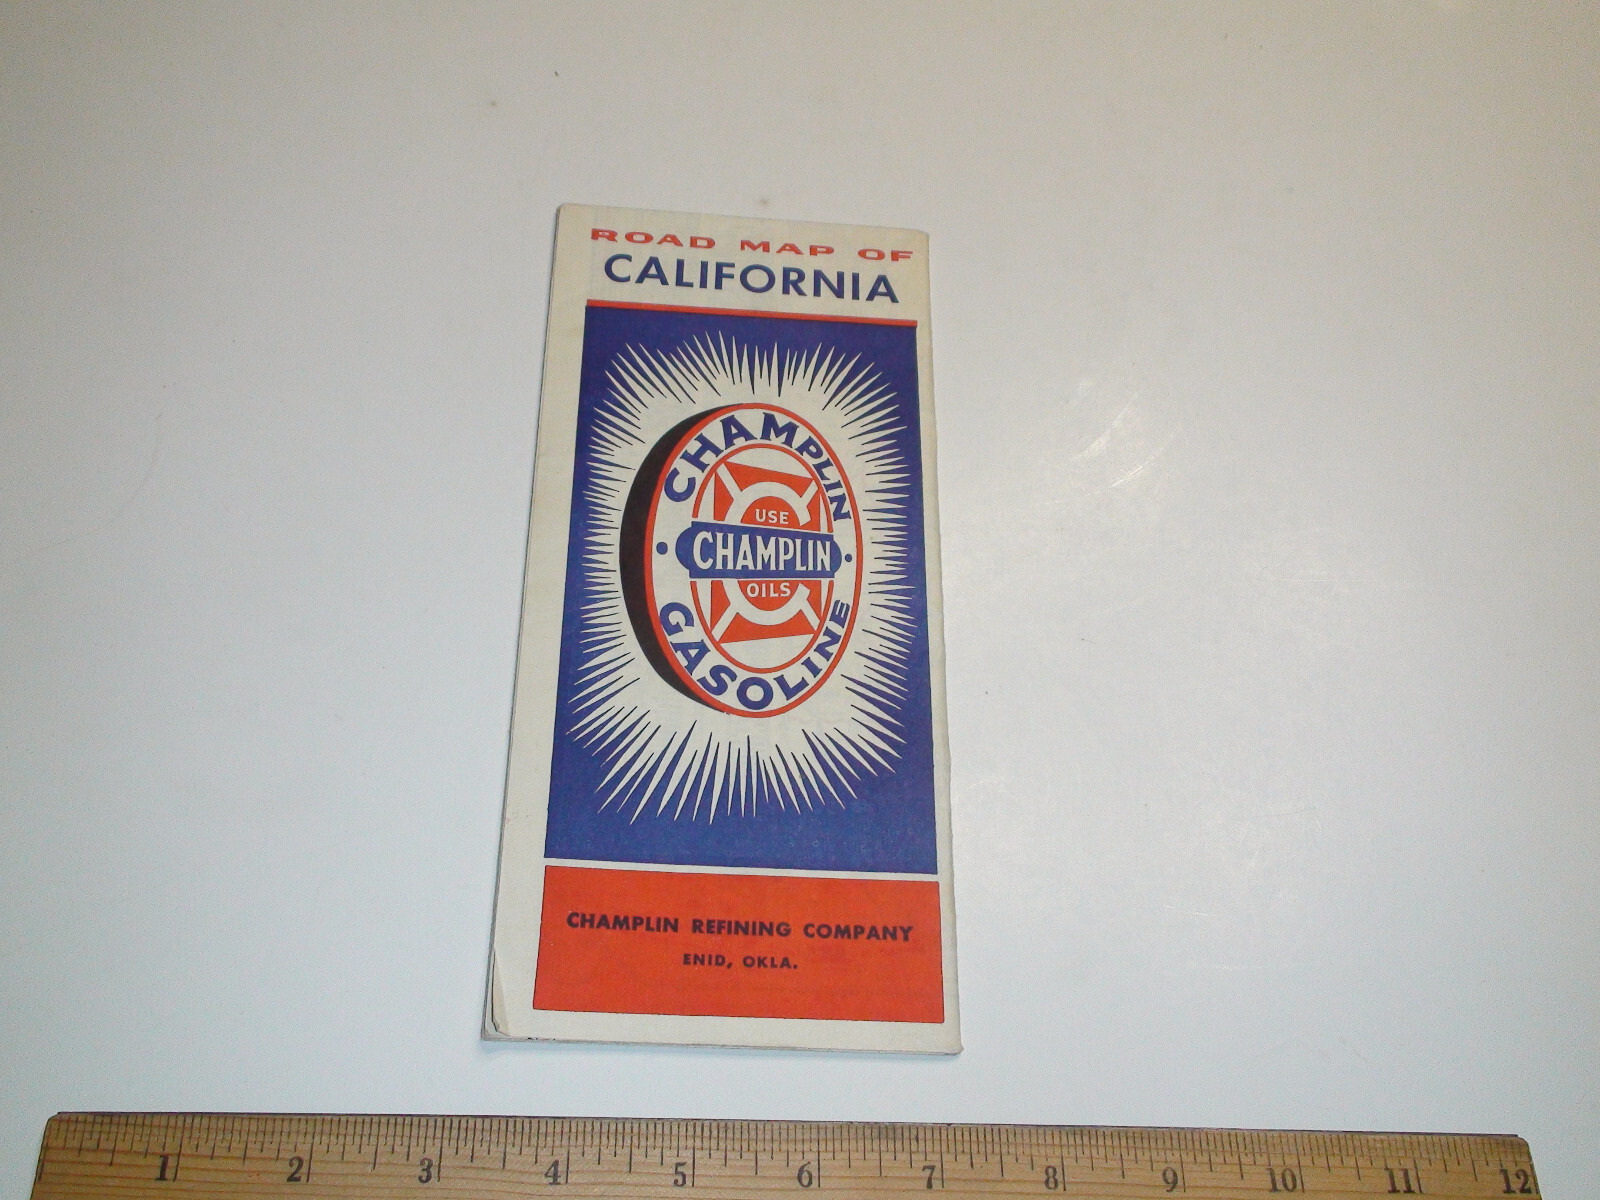 ROAD MAP OF
CALIFORNIA
CHAMPLIN
USE
CHAMPLIN
OILS
GASOLINE
CHAMPLIN REFINING COMPANY
ENID, OKLA.
1 2 3 4 5 6 7 8 9 10 11 12